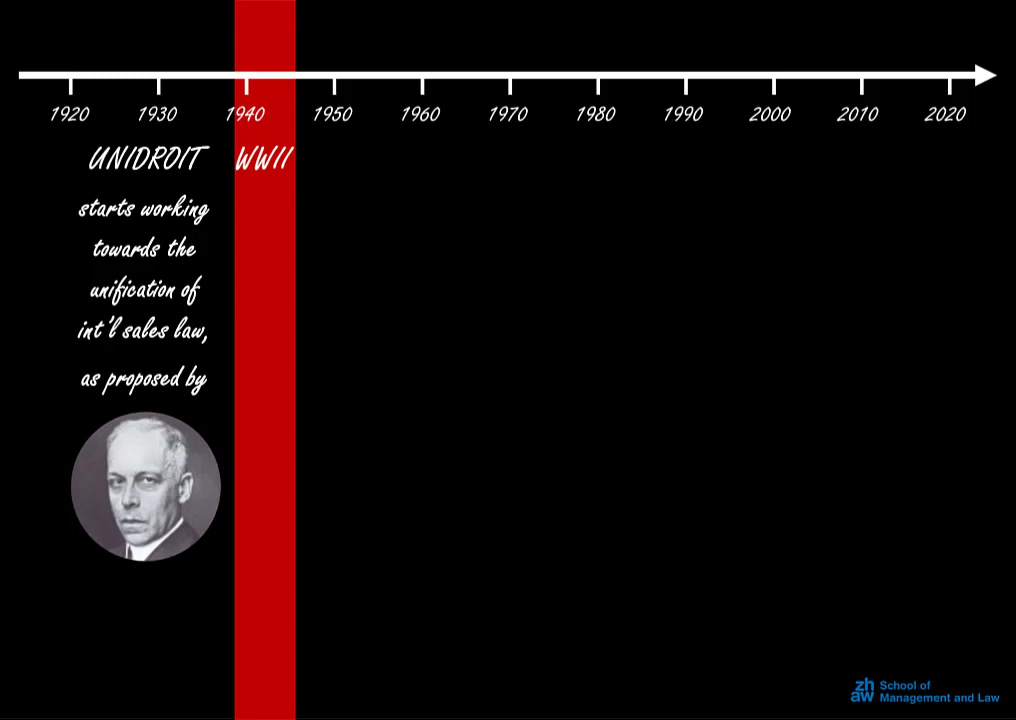 1920 1930 1940 1950 1960 1970 1980 1990 2000 2010 2020
UNIDROIT WWII
starts working
towards the
unification of
int'l sales law,
as proposed by
zh
aw
School of
Management and Law